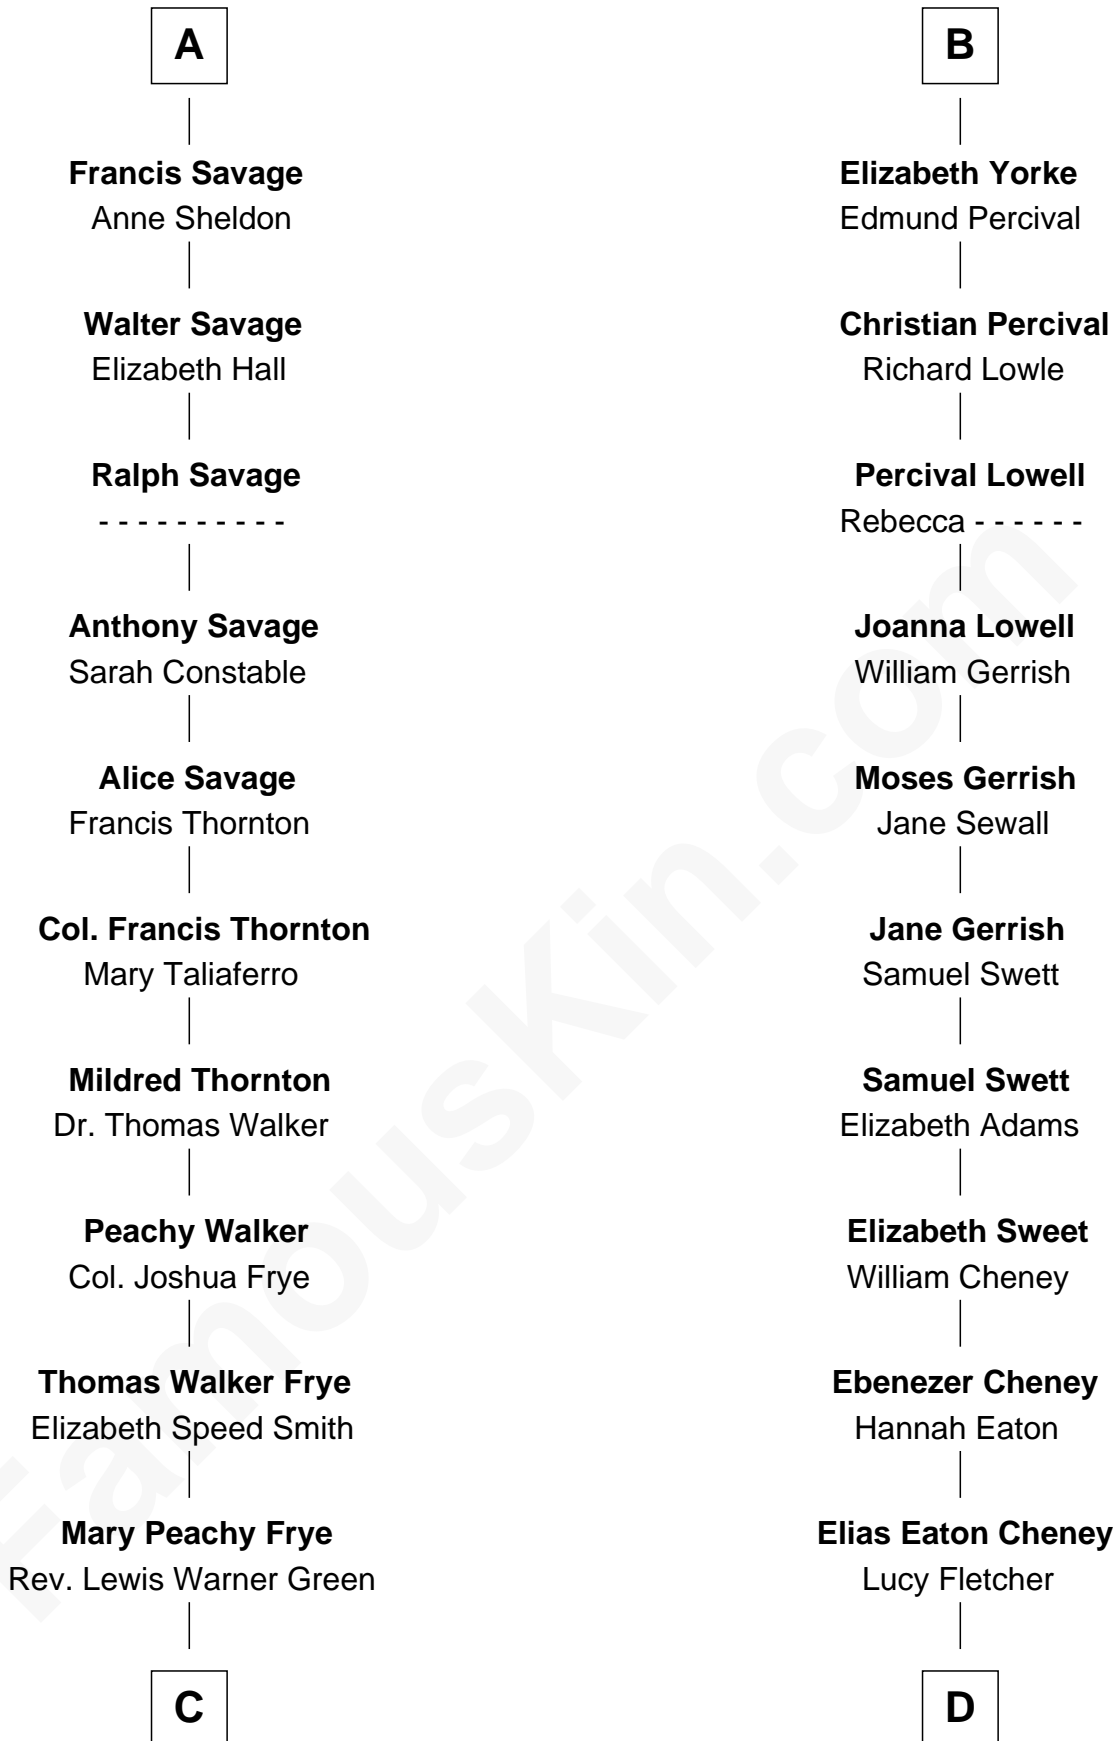 A
Francis Savage
Anne Sheldon
Walter Savage
Elizabeth Hall
Ralph Savage
- - - - - - - - - -
Anthony Savage
Sarah Constable
Alice Savage
Francis Thornton
Col. Francis Thornton
Mary Taliaferro
Mildred Thornton
Dr. Thomas Walker
Peachy Walker
Col. Joshua Frye
Thomas Walker Frye
Elizabeth Speed Smith
Mary Peachy Frye
Rev. Lewis Warner Green
C
B
Elizabeth Yorke
Edmund Percival
Christian Percival
Richard Lowle
Percival Lowell
Rebecca - - - - - -
Joanna Lowell
William Gerrish
Moses Gerrish
Jane Sewall
Jane Gerrish
Samuel Swett
Samuel Swett
Elizabeth Adams
Elizabeth Sweet
William Cheney
Ebenezer Cheney
Hannah Eaton
Elias Eaton Cheney
Lucy Fletcher
D
FamousKin.com